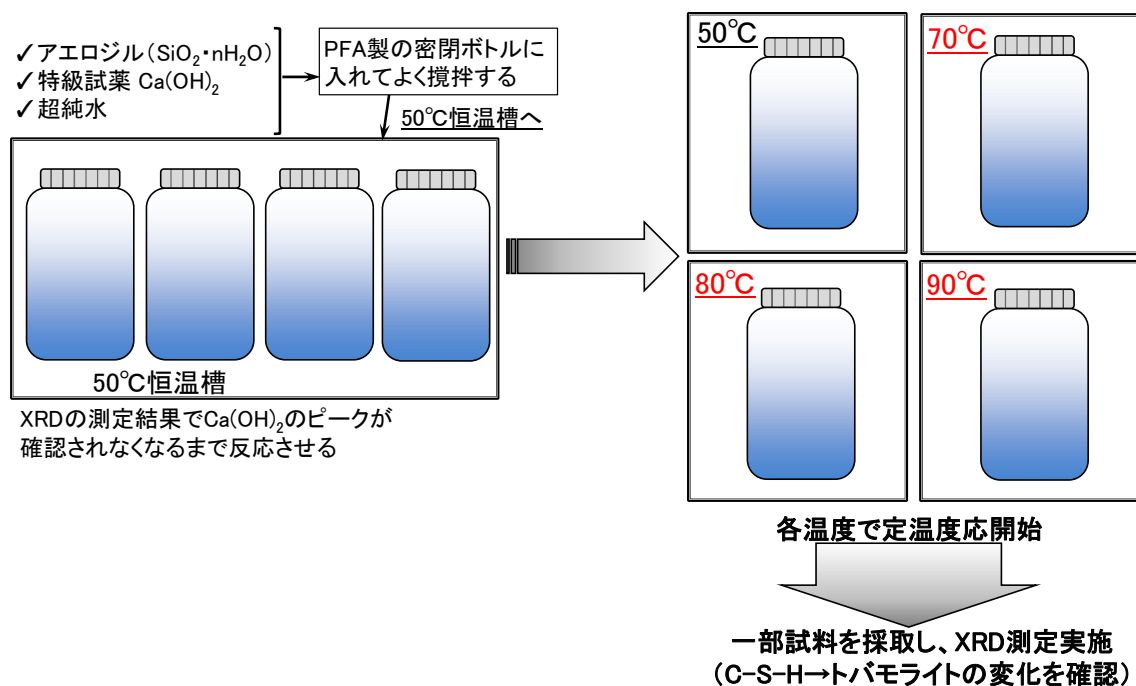 ✓アエロジル(SiO₂・nH₂O)
✓特級試薬 Ca(OH)₂
✓超純水
PFA製の密閉ボトルに
入れてよく撹拌する
50℃恒温槽へ
50℃恒温槽
XRDの測定結果でCa(OH)₂のピークが
確認されなくなるまで反応させる
50℃
70℃
80℃
90℃
各温度で定温度応開始
一部試料を採取し、XRD測定実施
(C-S-H→トバモライトの変化を確認)